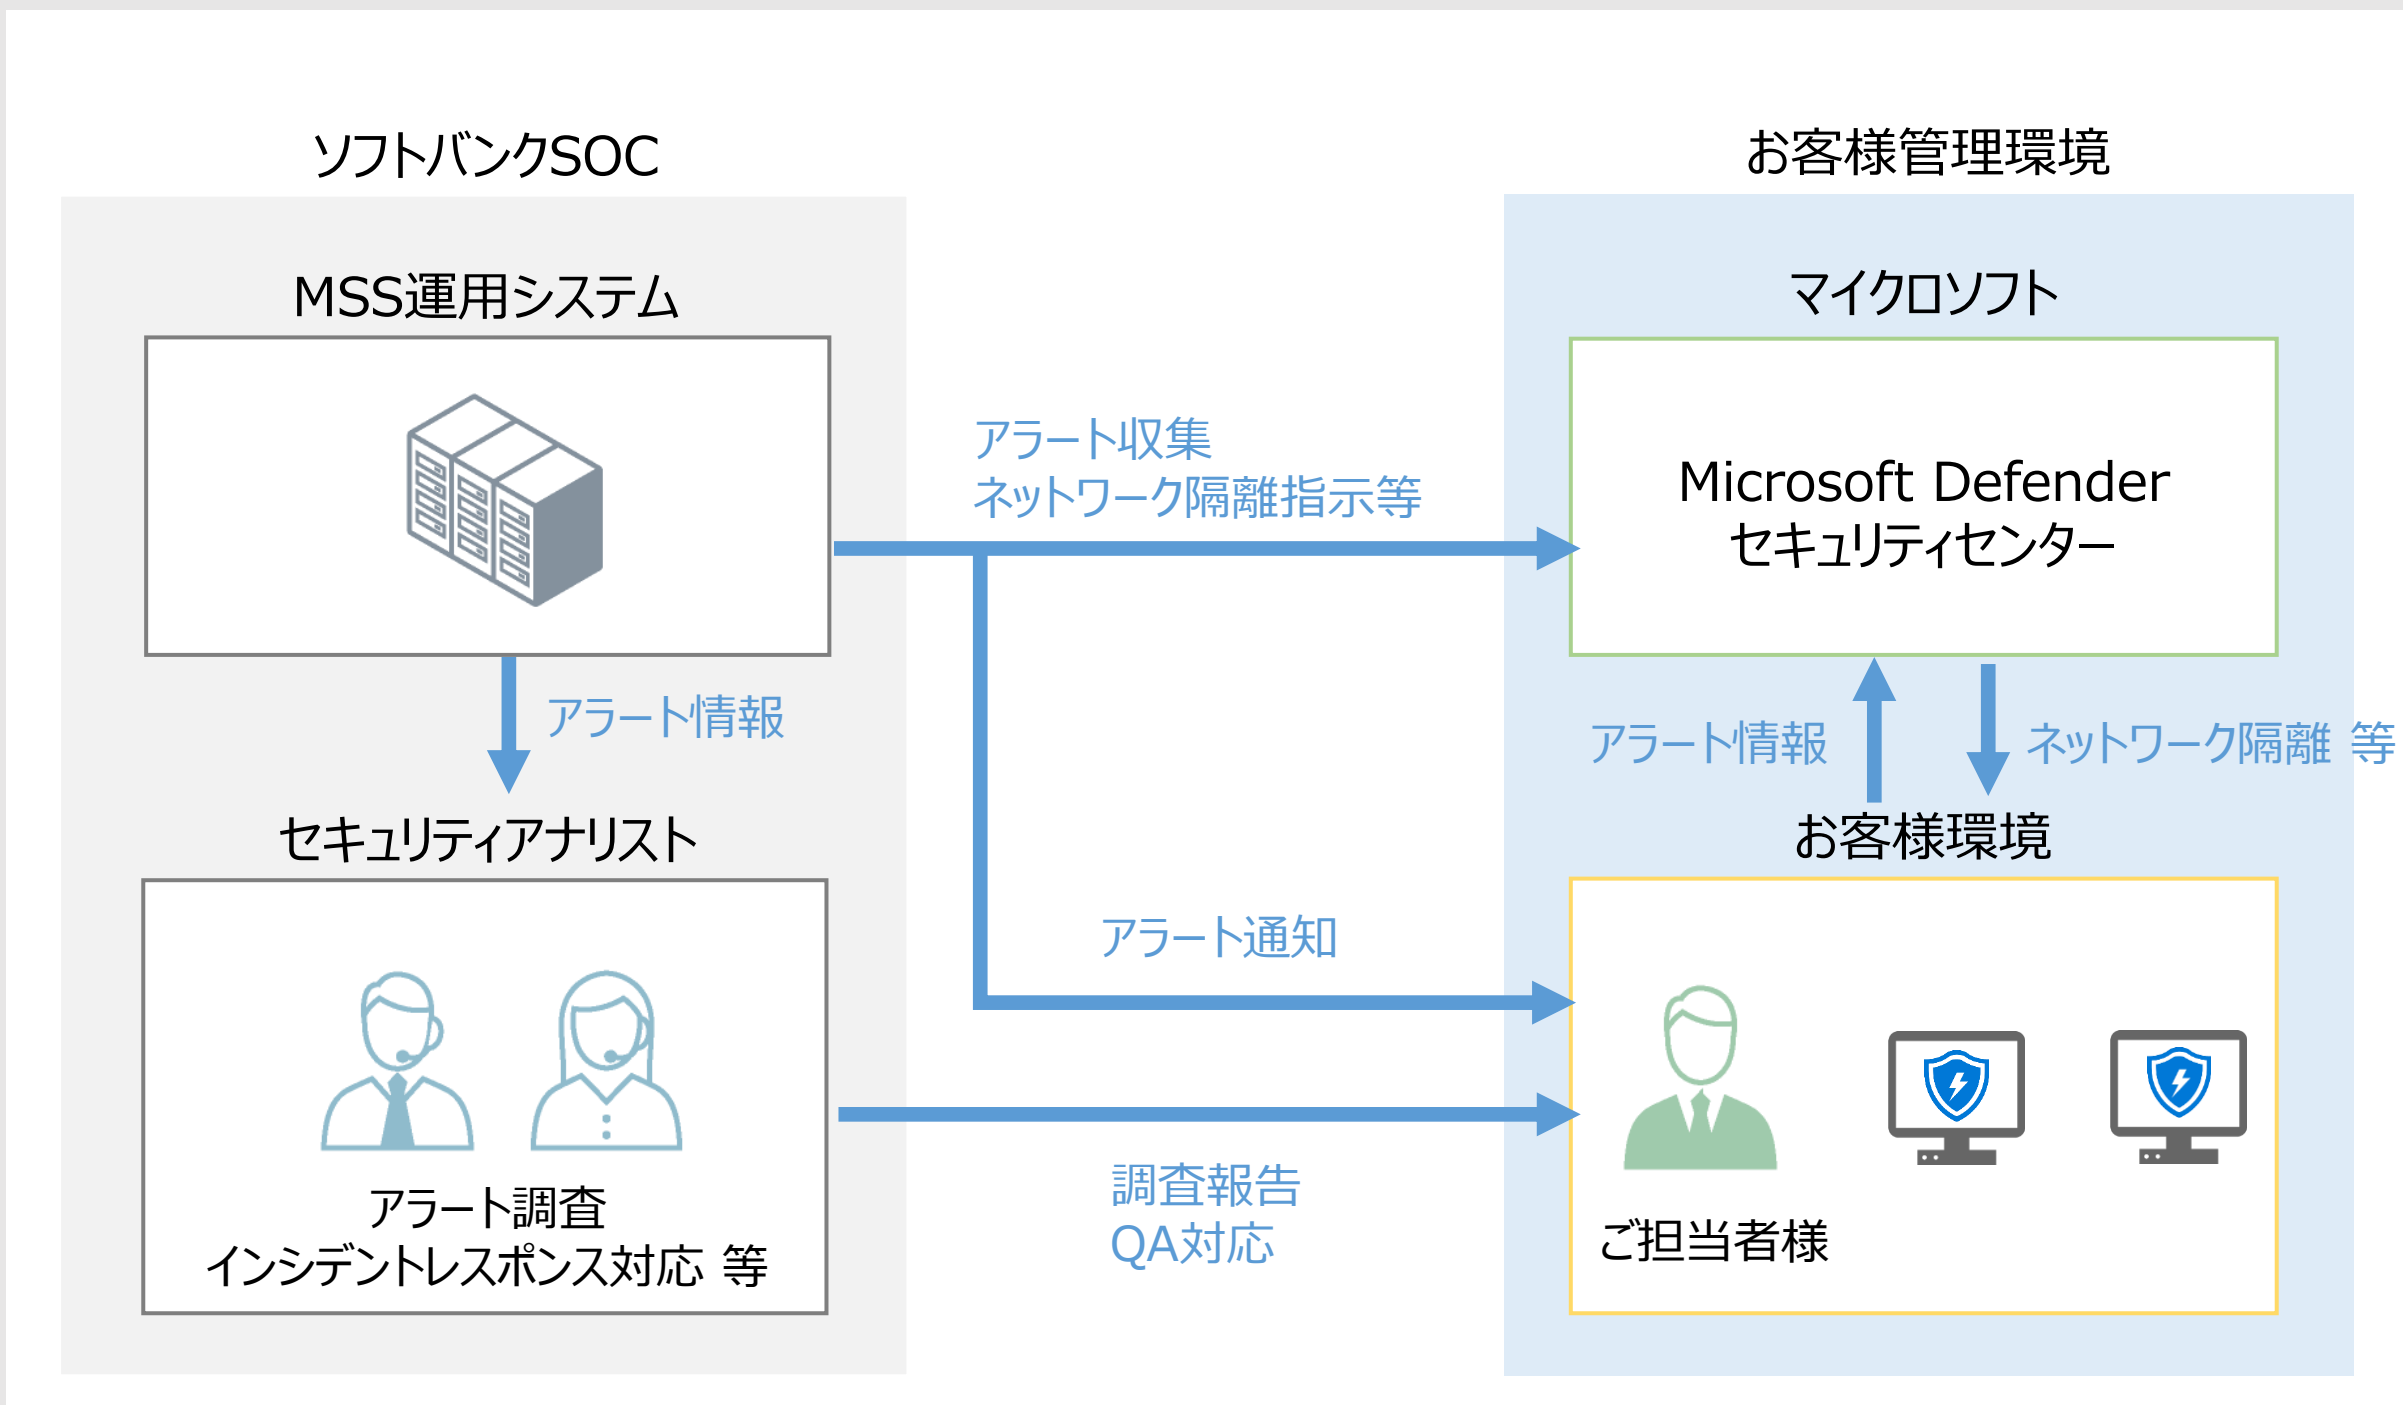 ソフトバンクSOC
MSS運用システム
アラート情報
セキュリティアナリスト
アラート調査
インシデントレスポンス対応 等
アラート収集
ネットワーク隔離指示等
アラート通知
調査報告
QA対応
お客様管理環境
マイクロソフト
Microsoft Defender
セキュリティセンター
アラート情報
ネットワーク隔離 等
お客様環境
ご担当者様